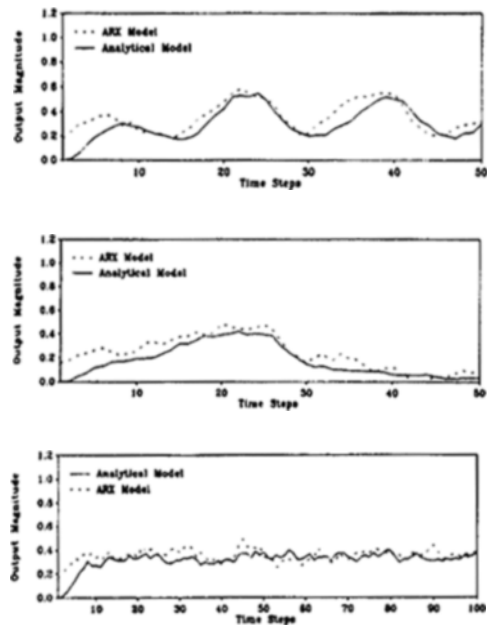 1.2
1.0
0.8
0.6
0.4
0.2
0.0
Output Magnitude
ARX Model
Analytical Model
10 20 30 40 50
Time Steps
1.2
1.0
0.8
0.6
0.4
0.2
0.0
Output Magnitude
ARX Model
Analytical Model
10 20 30 40 50
Time Steps
1.2
1.0
0.8
0.6
0.4
0.2
0.0
Output Magnitude
Analytical Model
ARX Model
10 20 30 40 50 60 70 80 90 100
Time Steps